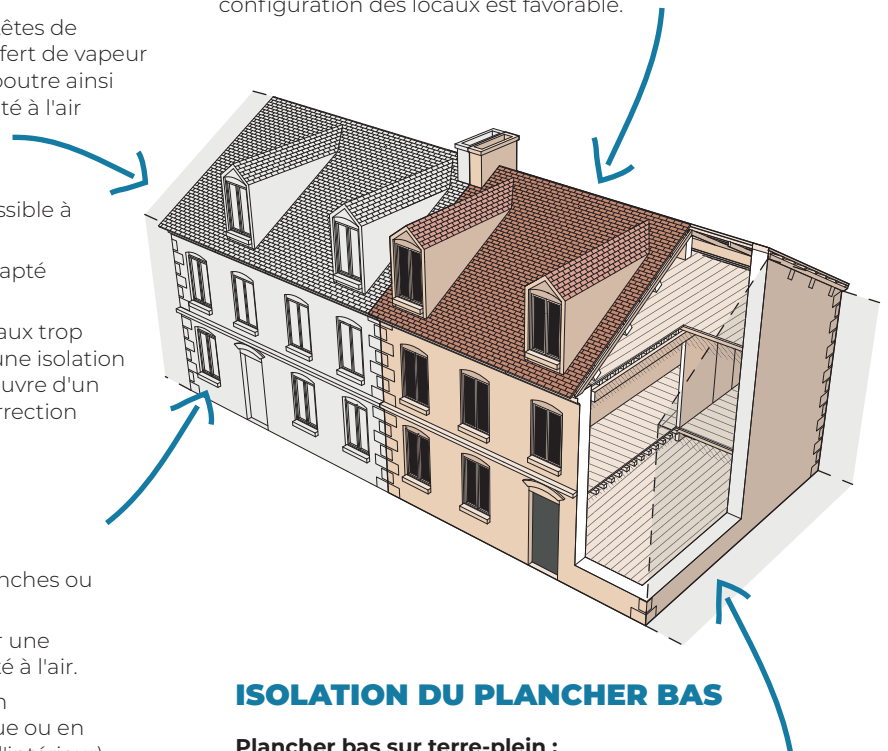 configuration des locaux est favorable.
têtes de
fert de vapeur
poutre ainsi
té à l'air
ssible à
apté
aux trop
une isolation
uvre d'un
rrection
nches ou
r une
é à l'air.
n
ue ou en
l'intérieur)
ISOLATION DU PLANCHER BAS
Plancher bas sur terre-plein :